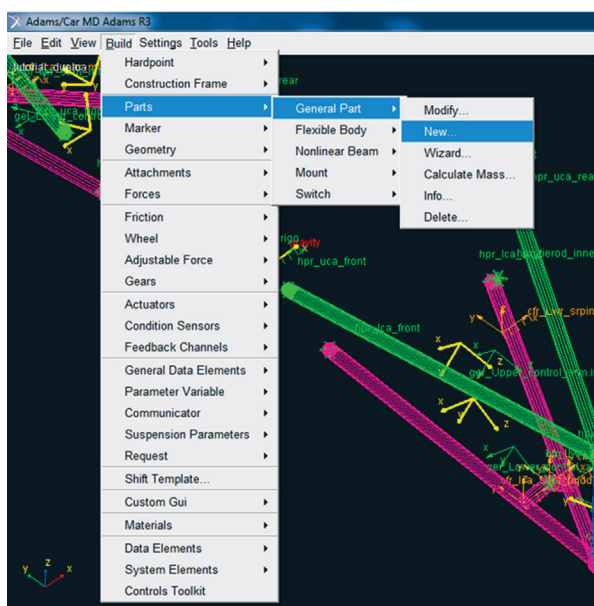 Adams/Car MD Adams R3
File Edit View Build Settings Tools Help
Hardpoint
Construction Frame
Parts
Marker
Geometry
Attachments
Forces
Friction
Wheel
Adjustable Force
Gears
Actuators
Condition Sensors
Feedback Channels
General Data Elements
Parameter Variable
Communicator
Suspension Parameters
Request
Shift Template...
Custom Gui
Materials
Data Elements
System Elements
Controls Toolkit
General Part
Flexible Body
Nonlinear Beam
Mount
Switch
Modify...
New...
Wizard...
Calculate Mass...
Info...
Delete...
rear
hpr_uca_front
hpr_lca_front
x
y
x
y
z
y z x